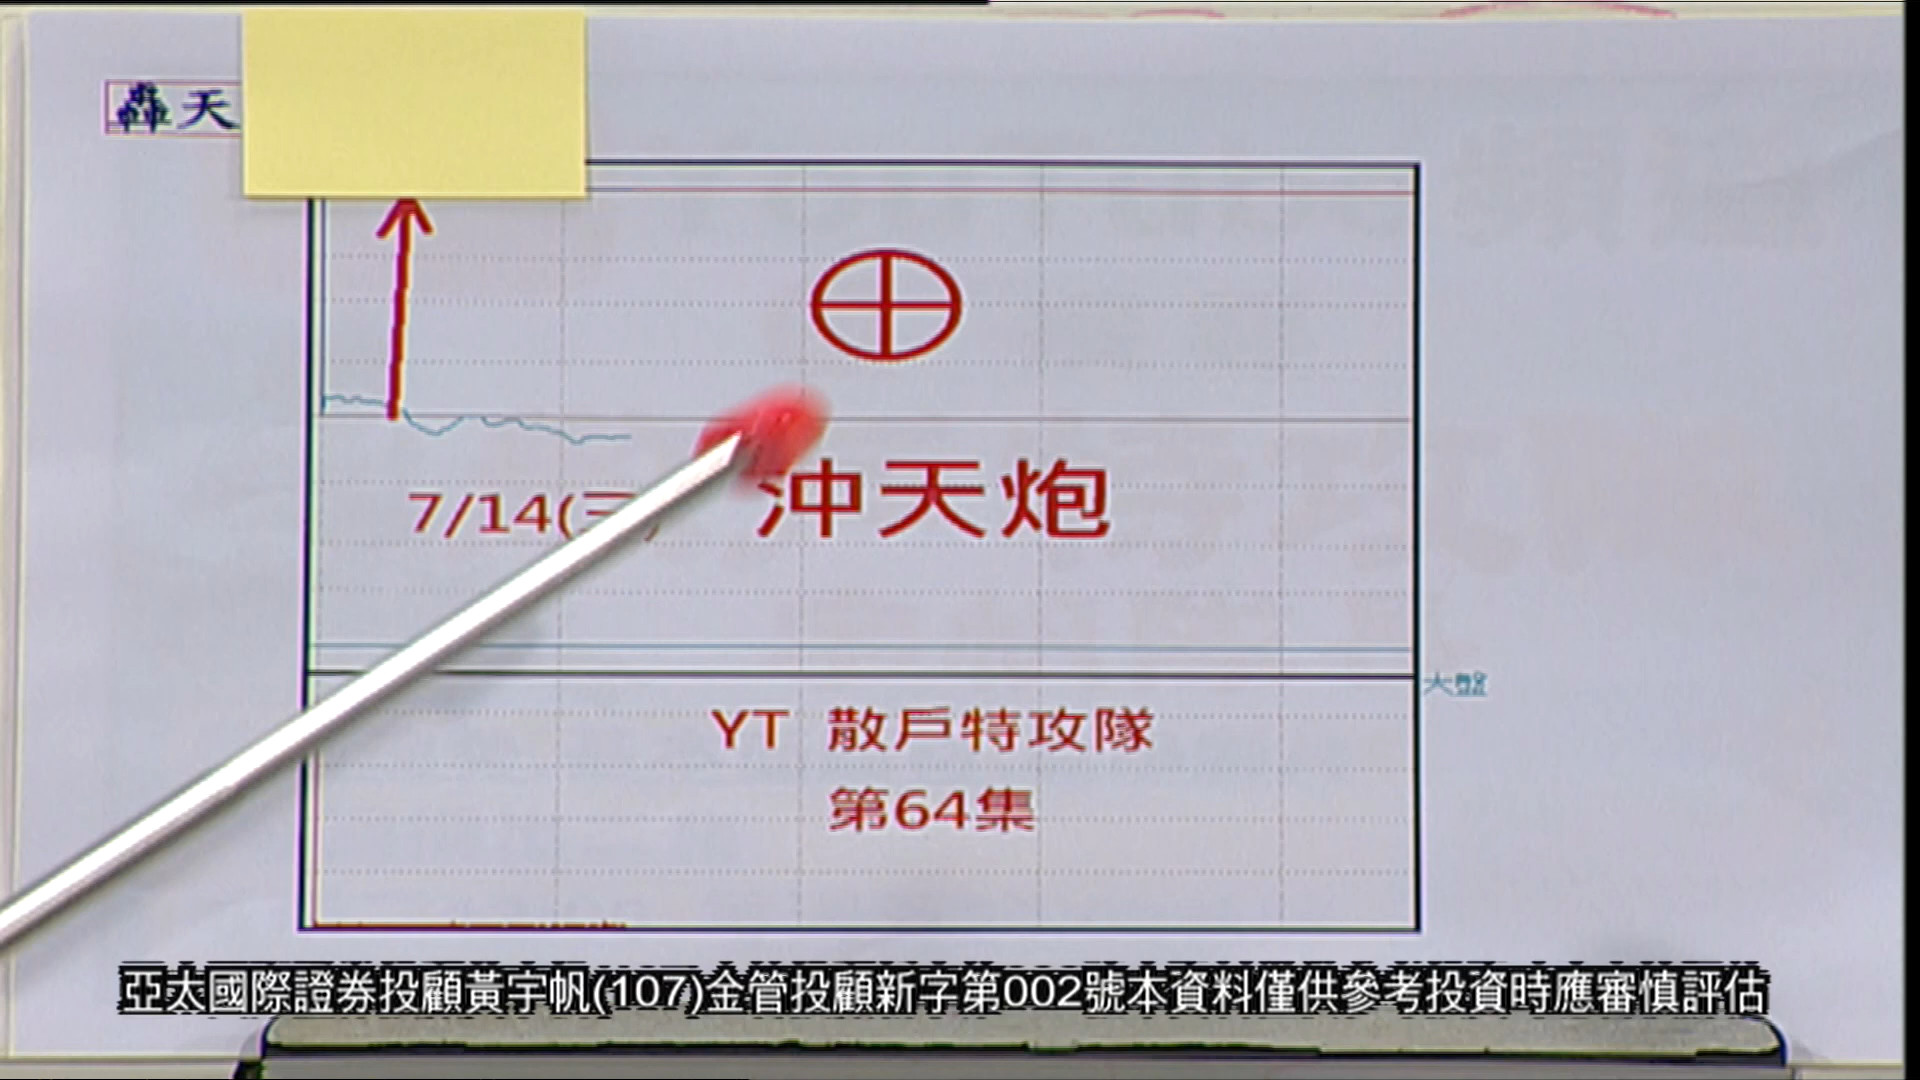 轟天
7/14(三)
沖天炮
大盤
YT 散戶特攻隊
第64集
亞太國際證券投顧黃宇帆(107)金管投顧新字第002號本資料僅供參考投資時應審慎評估